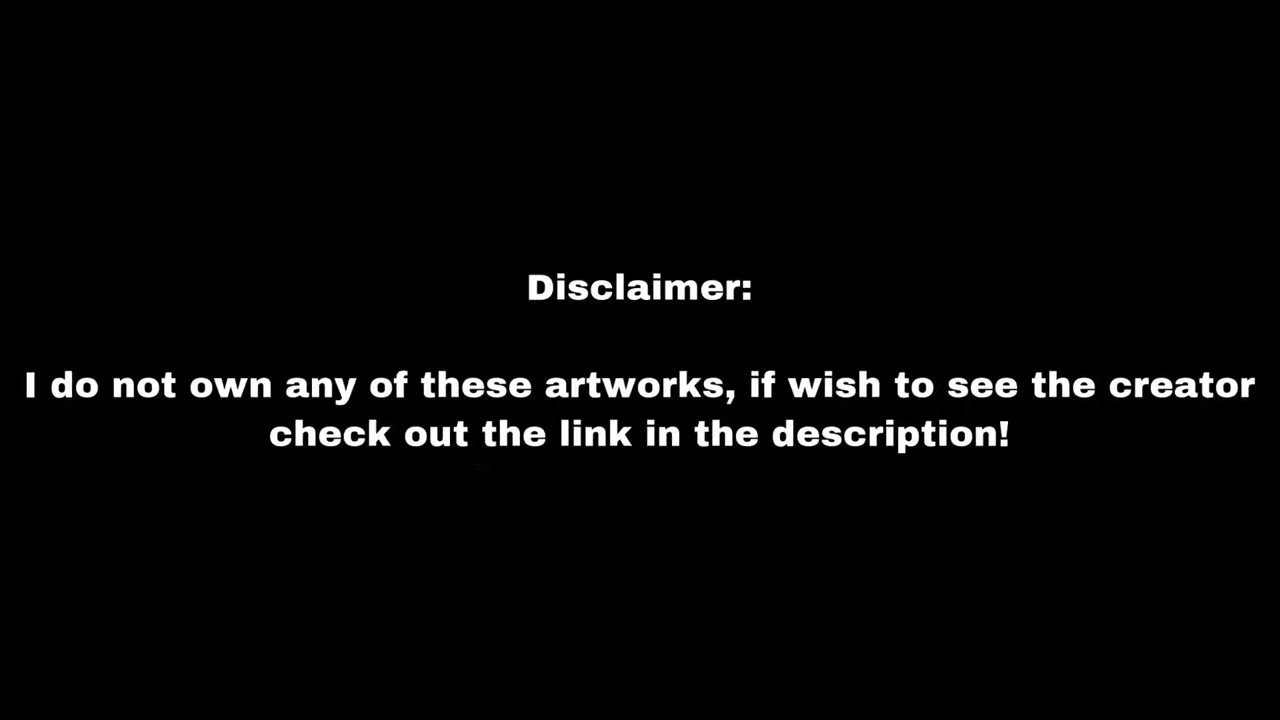 Disclaimer:
I do not own any of these artworks, if wish to see the creator
check out the link in the description!